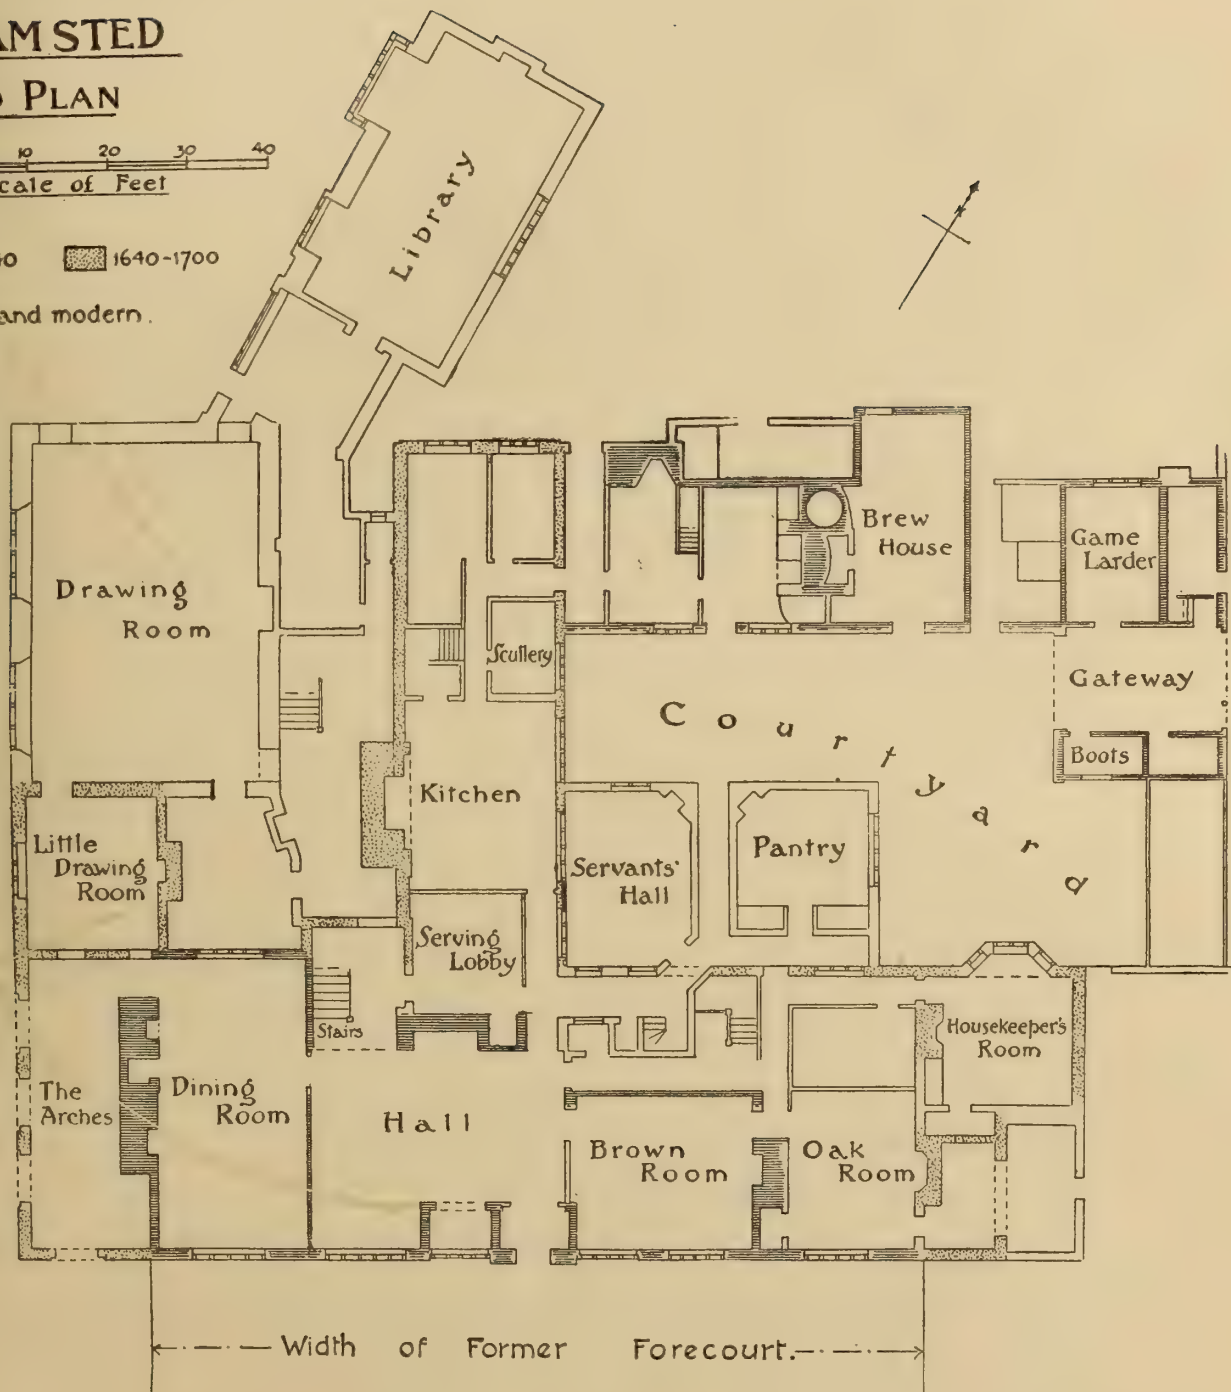 AMSTED
PLAN
10 20 30 40
cale of Feet
40 1640-1700
and modern.
Library
N
Drawing
Room
Scullery
Brew
House
Game
Larder
Gateway
Courtyard
Boots
Kitchen
Little
Drawing
Room
Servants'
Hall
Pantry
Serving
Lobby
Stairs
Housekeeper's
Room
The
Arches
Dining
Room
Hall
Brown
Room
Oak
Room
Width of Former Forecourt.